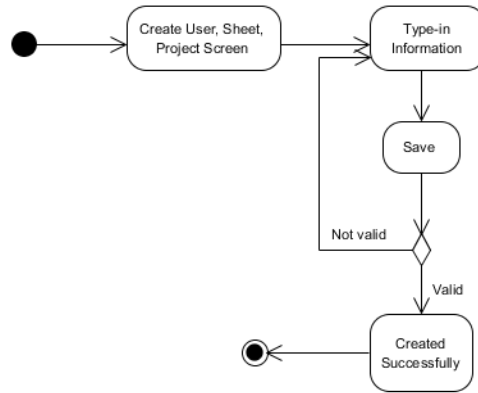 Create User, Sheet,
Project Screen
Type-in
Information
Save
Not valid
Valid
Created
Successfully